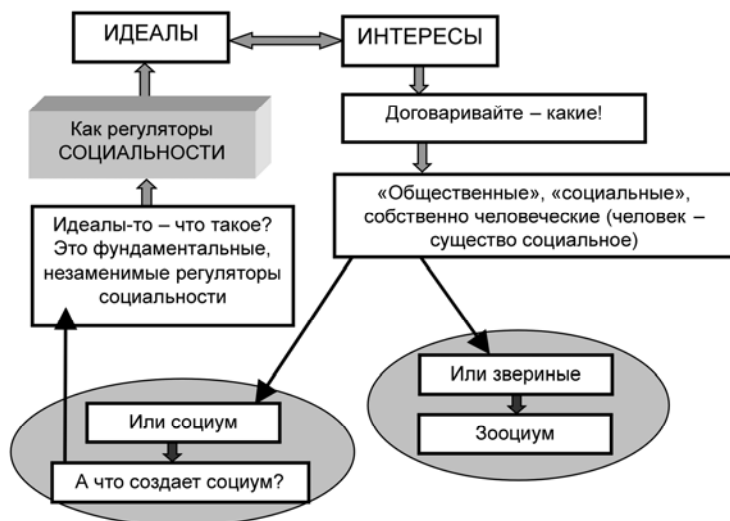 ИДЕАЛЫ
ИНТЕРЕСЫ
Как регуляторы
СОЦИАЛЬНОСТИ
Договаривайте – какие!
Идеалы-то – что такое?
Это фундаментальные,
незаменимые регуляторы
социальности
«Общественные», «социальные»,
собственно человеческие (человек –
существо социальное)
Или социум
А что создает социум?
Или звериные
Зооциум